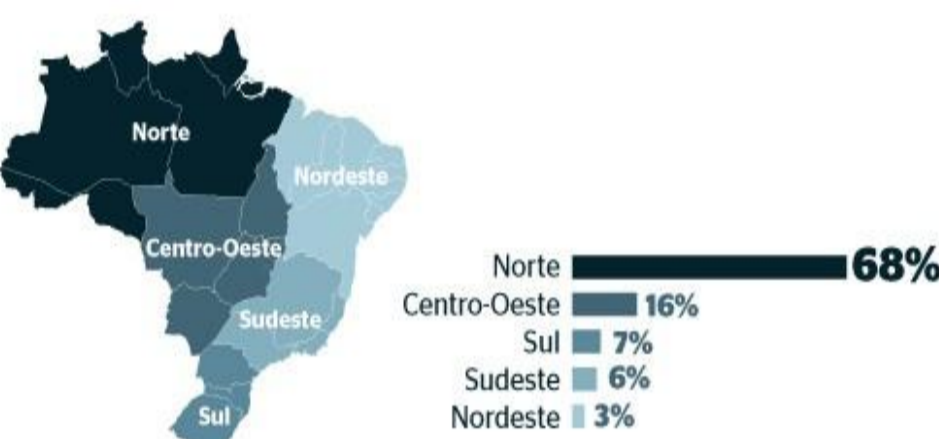 Norte
Nordeste
Centro-Oeste
Sudeste
Sul
Norte 68%
Centro-Oeste 16%
Sul 7%
Sudeste 6%
Nordeste 3%